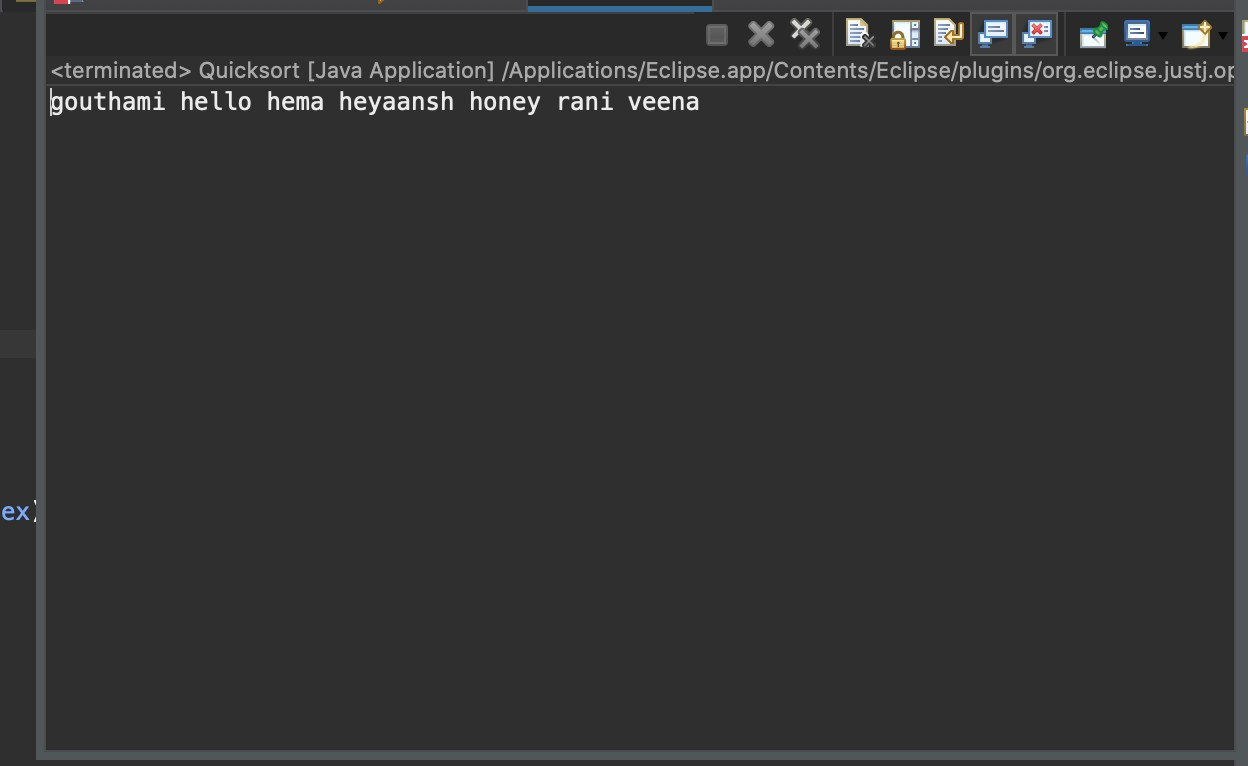 <terminated> Quicksort [Java Application] /Applications/Eclipse.app/Contents/Eclipse/plugins/org.eclipse.justj.op
gouthami hello hema heyaansh honey rani veena
ex)